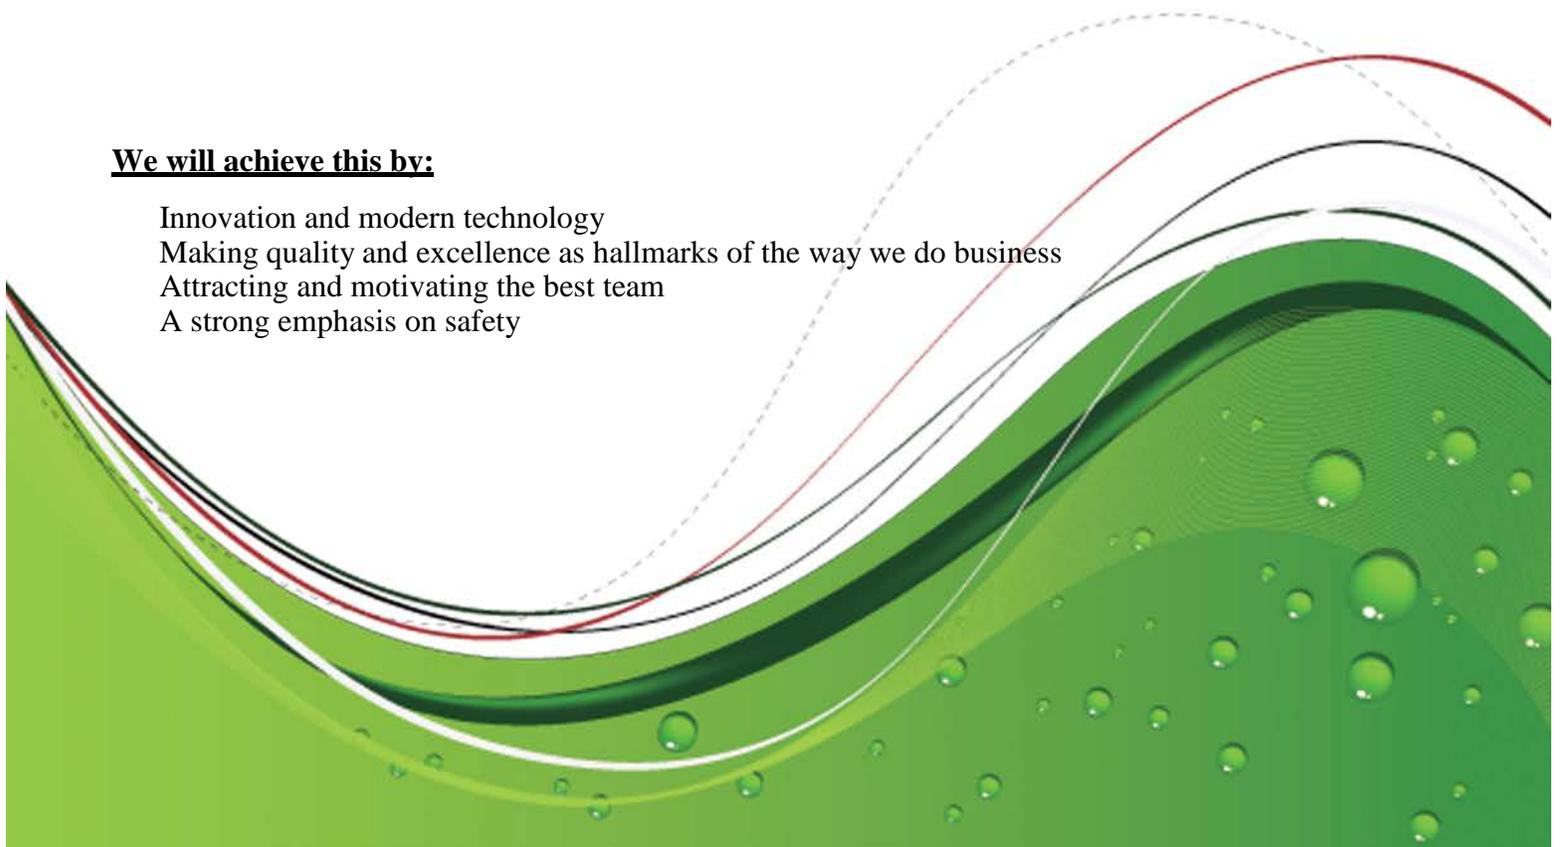 We will achieve this by:
Innovation and modern technology
Making quality and excellence as hallmarks of the way we do business
Attracting and motivating the best team
A strong emphasis on safety